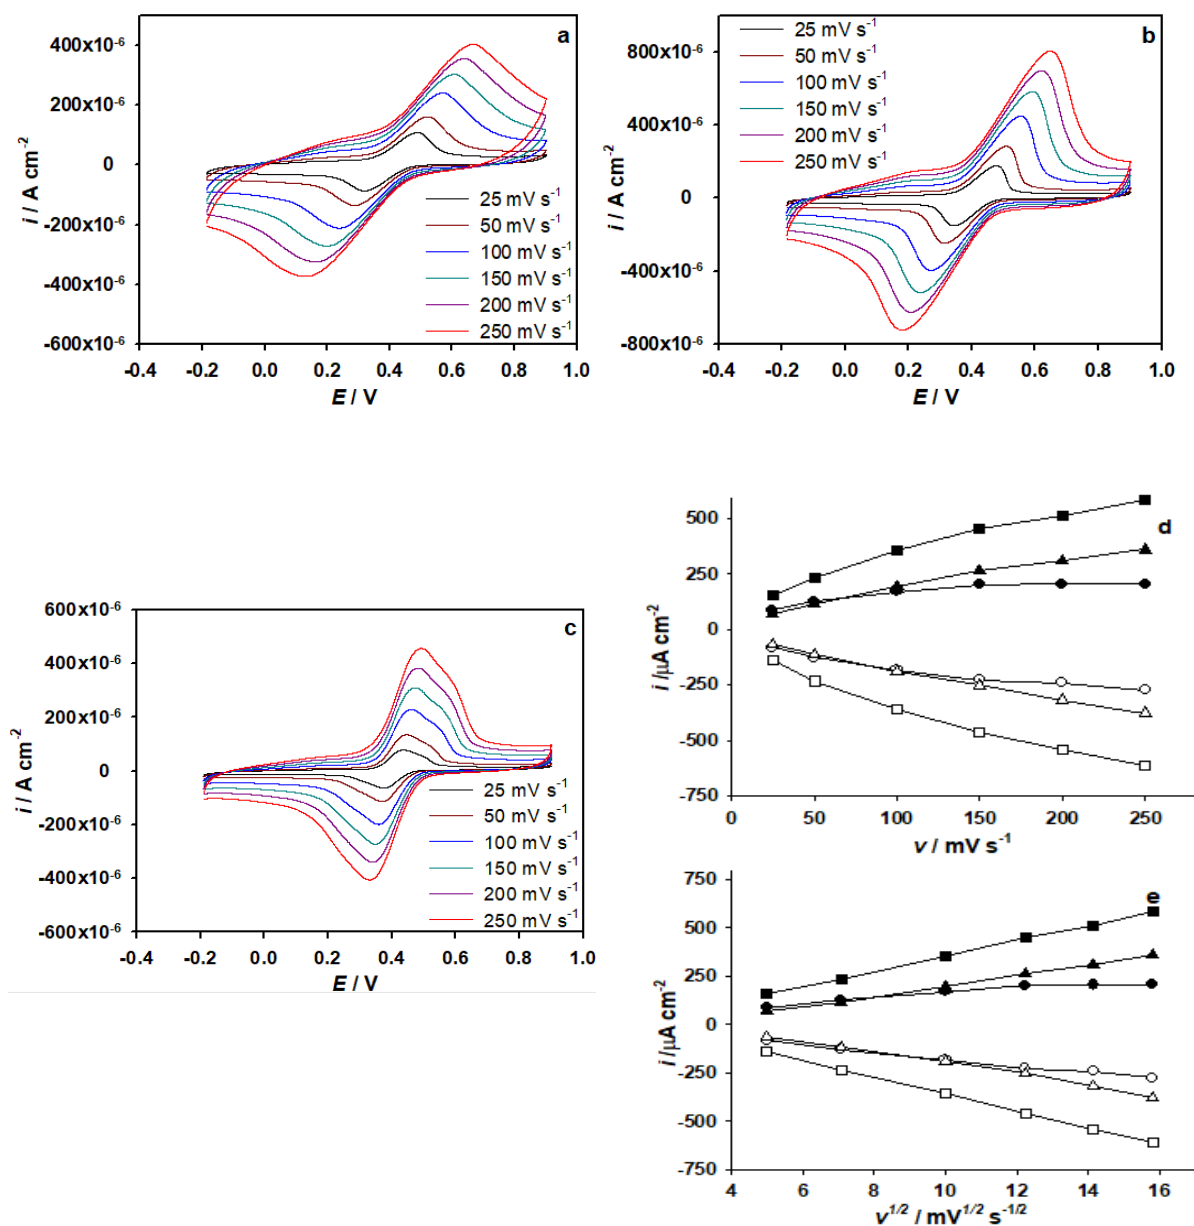 a
400x10-6
200x10-6
0
-200x10-6
-400x10-6
-600x10-6
i / A cm-2
25 mV s-1
50 mV s-1
100 mV s-1
150 mV s-1
200 mV s-1
250 mV s-1
-0.4 -0.2 0.0 0.2 0.4 0.6 0.8 1.0
E / V
b
800x10-6
400x10-6
0
-400x10-6
-800x10-6
i / A cm-2
25 mV s-1
50 mV s-1
100 mV s-1
150 mV s-1
200 mV s-1
250 mV s-1
-0.4 -0.2 0.0 0.2 0.4 0.6 0.8 1.0
E / V
c
600x10-6
400x10-6
200x10-6
0
-200x10-6
-400x10-6
-600x10-6
i / A cm-2
25 mV s-1
50 mV s-1
100 mV s-1
150 mV s-1
200 mV s-1
250 mV s-1
-0.4 -0.2 0.0 0.2 0.4 0.6 0.8 1.0
E / V
d
500
250
0
-250
-500
-750
i /µA cm-2
0 50 100 150 200 250
v / mV s-1
e
750
500
250
0
-250
-500
-750
i /µA cm-2
4 6 8 10 12 14 16
v1/2 / mV1/2 s-1/2